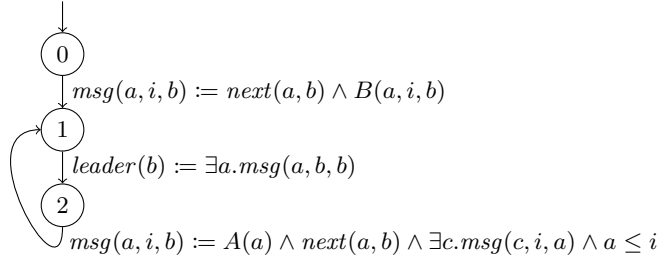 0
msg(a, i, b) := next(a, b) ∧ B(a, i, b)
1
leader(b) := ∃a.msg(a, b, b)
2
msg(a, i, b) := A(a) ∧ next(a, b) ∧ ∃c.msg(c, i, a) ∧ a ≤ i